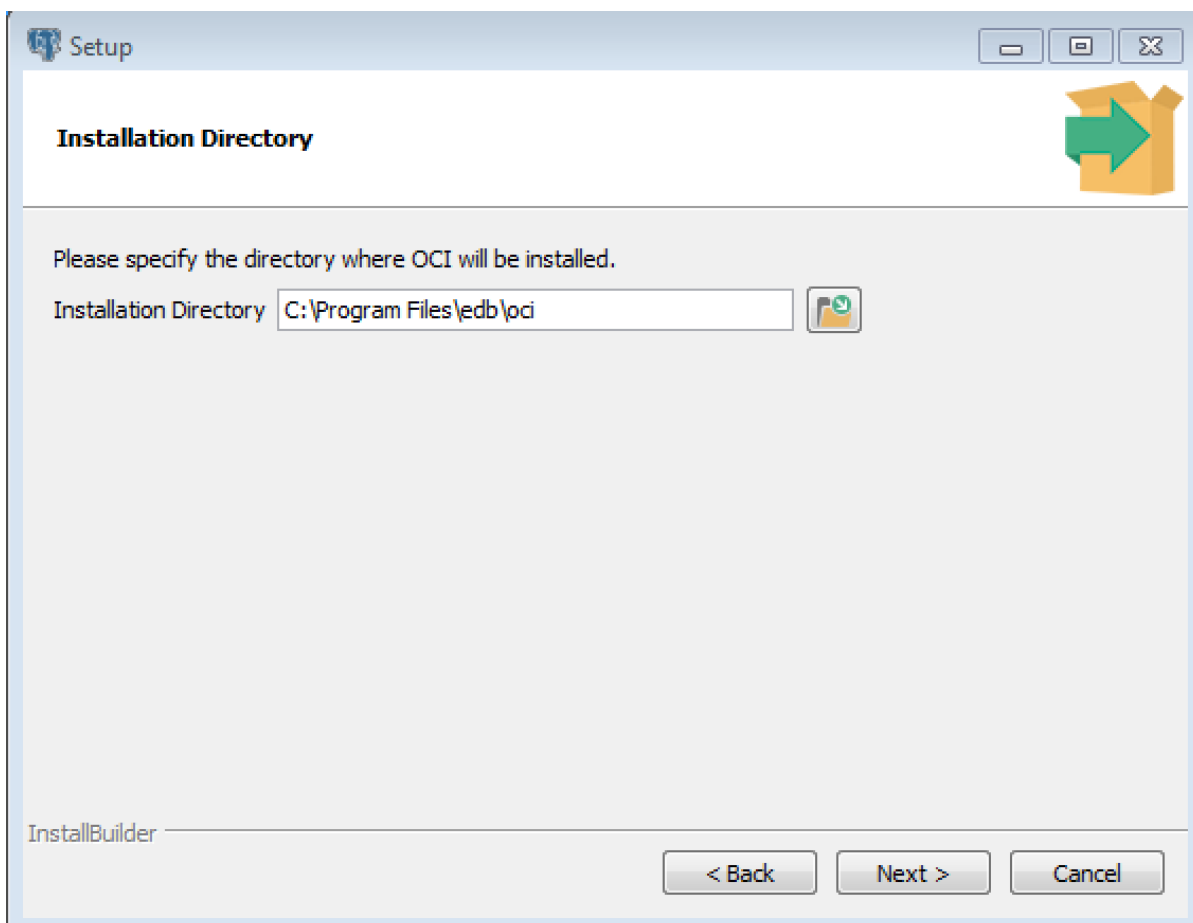 Setup
Installation Directory
Please specify the directory where OCI will be installed.
Installation Directory C:\Program Files\edb\oci
InstallBuilder
< Back Next > Cancel